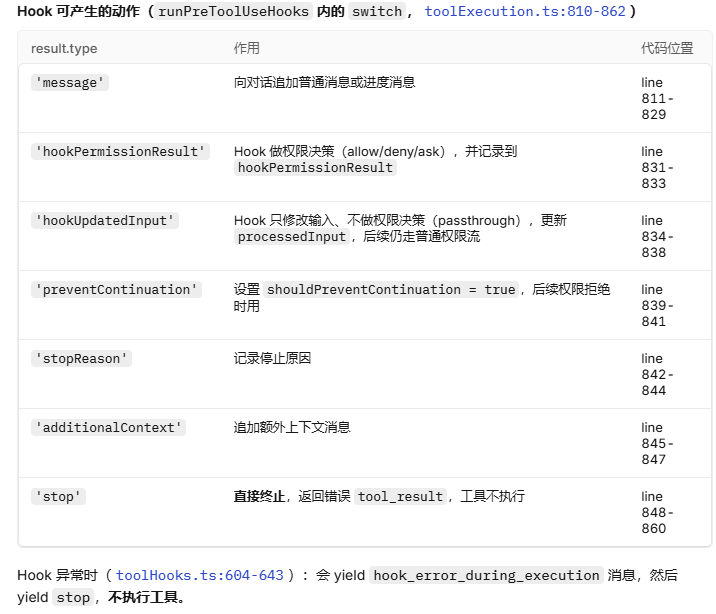 Hook 可产生的动作（runPreToolUseHooks 内的 switch， toolExecution.ts:810-862）
result.type 作用 代码位置
'message' 向对话追加普通消息或进度消息 line
811-
829
'hookPermissionResult' Hook 做权限决策（allow/deny/ask），并记录到 line
hookPermissionResult 831-
833
'hookUpdatedInput' Hook 只修改输入、不做权限决策（passthrough），更新 line
processedInput，后续仍走普通权限流 834-
838
'preventContinuation' 设置 shouldPreventContinuation = true，后续权限拒绝 line
时用 839-
841
'stopReason' 记录停止原因 line
842-
844
'additionalContext' 追加额外上下文消息 line
845-
847
'stop' 直接终止，返回错误 tool_result，工具不执行 line
848-
860
Hook 异常时（toolHooks.ts:604-643）：会 yield hook_error_during_execution 消息，然后
yield stop，不执行工具。